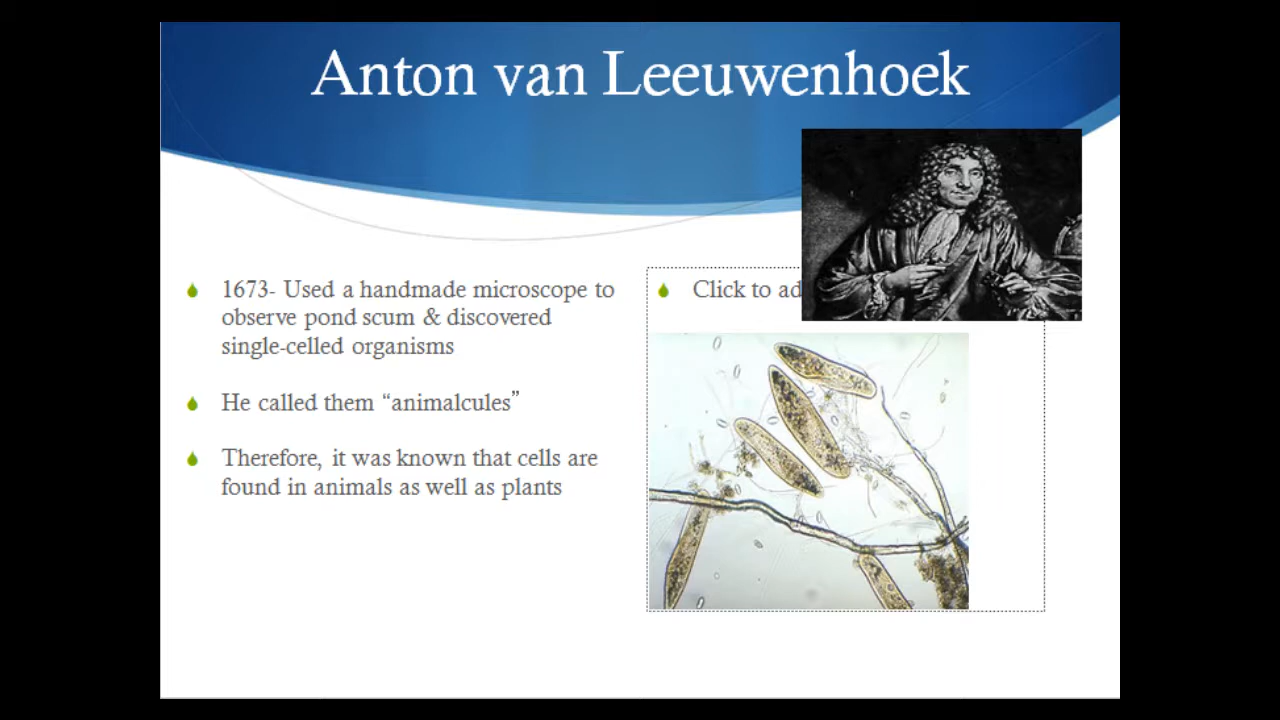 Anton van Leeuwenhoek
1673- Used a handmade microscope to
observe pond scum & discovered
single-celled organisms
He called them “animalcules”
Therefore, it was known that cells are
found in animals as well as plants
Click to ad